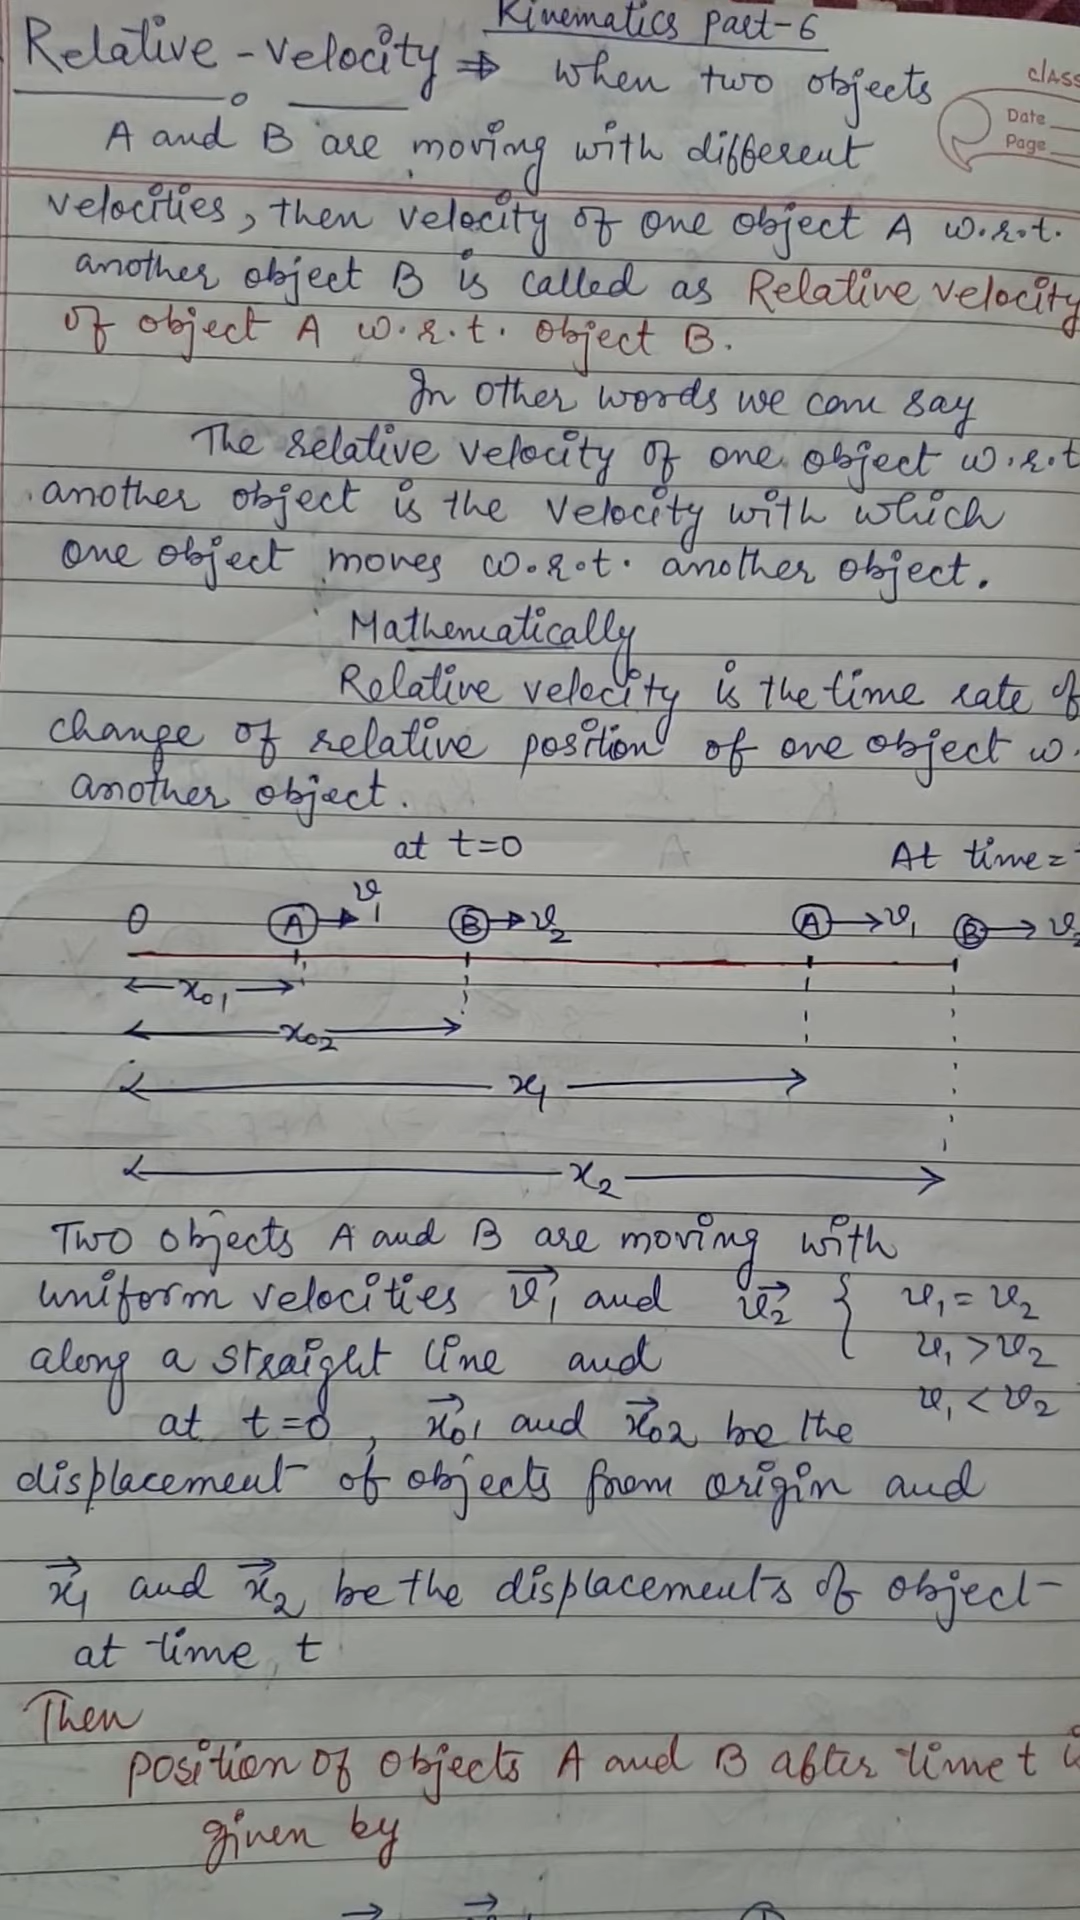 Kinematics part-6
Relative-velocity ⇒ when two objects
class
Date
Page
A and B are moving with different
velocities, then velocity of one object A w.r.t.
another object B is called as Relative velocity
of object A w.r.t. object B.
In other words we can say
The relative velocity of one object w.r.t
another object is the velocity with which
one object moves w.r.t. another object.
Mathematically
Relative velocity is the time rate of
change of relative position of one object w.
another object.
at t=0 At time =
O A → v₁ B → v₂ A → v₁ B → v₂
← x₀₁ →
← x₀₂ →
← x₁ →
← x₂ →
Two objects A and B are moving with
uniform velocities v⃗₁ and v⃗₂ { v₁ = v₂
along a straight line and v₁ > v₂
v₁ < v₂
at t=0, x⃗₀₁ and x⃗₀₂ be the
displacement of objects from origin and
x⃗₁ and x⃗₂ be the displacements of object
at time t
Then
position of objects A and B after time t
given by